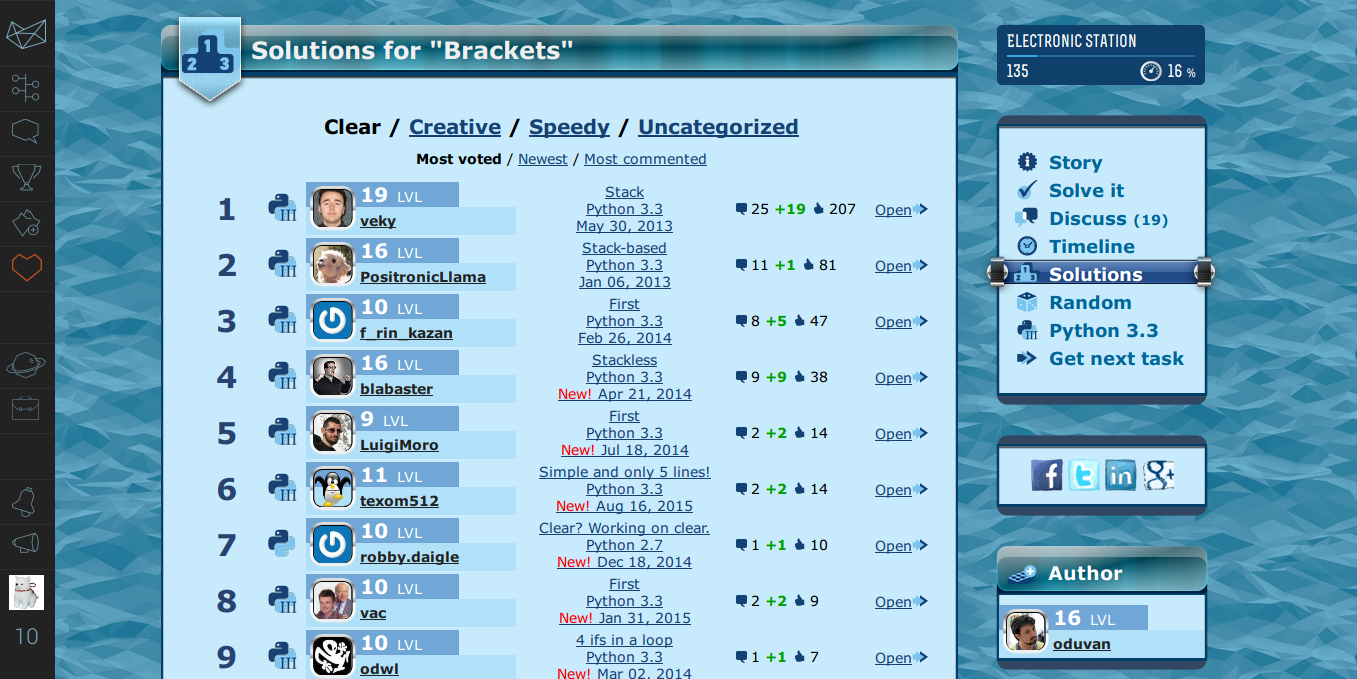 1
2 3
Solutions for "Brackets"
Clear / Creative / Speedy / Uncategorized
Most voted / Newest / Most commented
1
III
19 LVL
veky
Stack
Python 3.3
May 30, 2013
25 +19 207
Open
2
III
16 LVL
PositronicLlama
Stack-based
Python 3.3
Jan 06, 2013
11 +1 81
Open
3
III
10 LVL
f_rin_kazan
First
Python 3.3
Feb 26, 2014
8 +5 47
Open
4
III
16 LVL
blabaster
Stackless
Python 3.3
New! Apr 21, 2014
9 +9 38
Open
5
III
9 LVL
LuigiMoro
First
Python 3.3
New! Jul 18, 2014
2 +2 14
Open
6
III
11 LVL
texom512
Simple and only 5 lines!
Python 3.3
New! Aug 16, 2015
2 +2 14
Open
7
10 LVL
robby.daigle
Clear? Working on clear.
Python 2.7
New! Dec 18, 2014
1 +1 10
Open
8
III
10 LVL
vac
First
Python 3.3
New! Jan 31, 2015
2 +2 9
Open
9
III
10 LVL
odwl
4 ifs in a loop
Python 3.3
New! Mar 02, 2014
1 +1 7
Open
ELECTRONIC STATION
135 16 %
Story
Solve it
Discuss (19)
Timeline
Solutions
Random
Python 3.3
Get next task
f t in g+
Author
16 LVL
oduvan
10